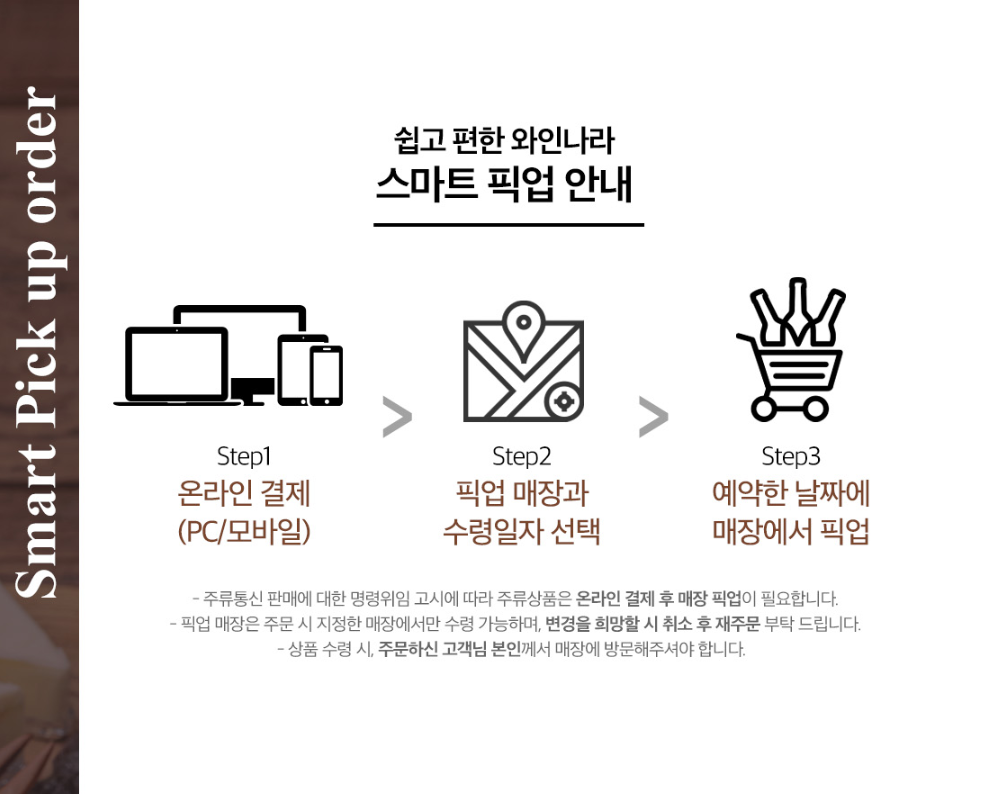 Smart Pick up order
쉽고 편한 와인나라
스마트 픽업 안내
>
>
Step1
온라인 결제
(PC/모바일)
Step2
픽업 매장과
수령일자 선택
Step3
예약한 날짜에
매장에서 픽업
- 주류통신 판매에 대한 명령위임 고시에 따라 주류상품은 온라인 결제 후 매장 픽업이 필요합니다.
- 픽업 매장은 주문 시 지정한 매장에서만 수령 가능하며, 변경을 희망할 시 취소 후 재주문 부탁 드립니다.
- 상품 수령 시, 주문하신 고객님 본인께서 매장에 방문해주셔야 합니다.